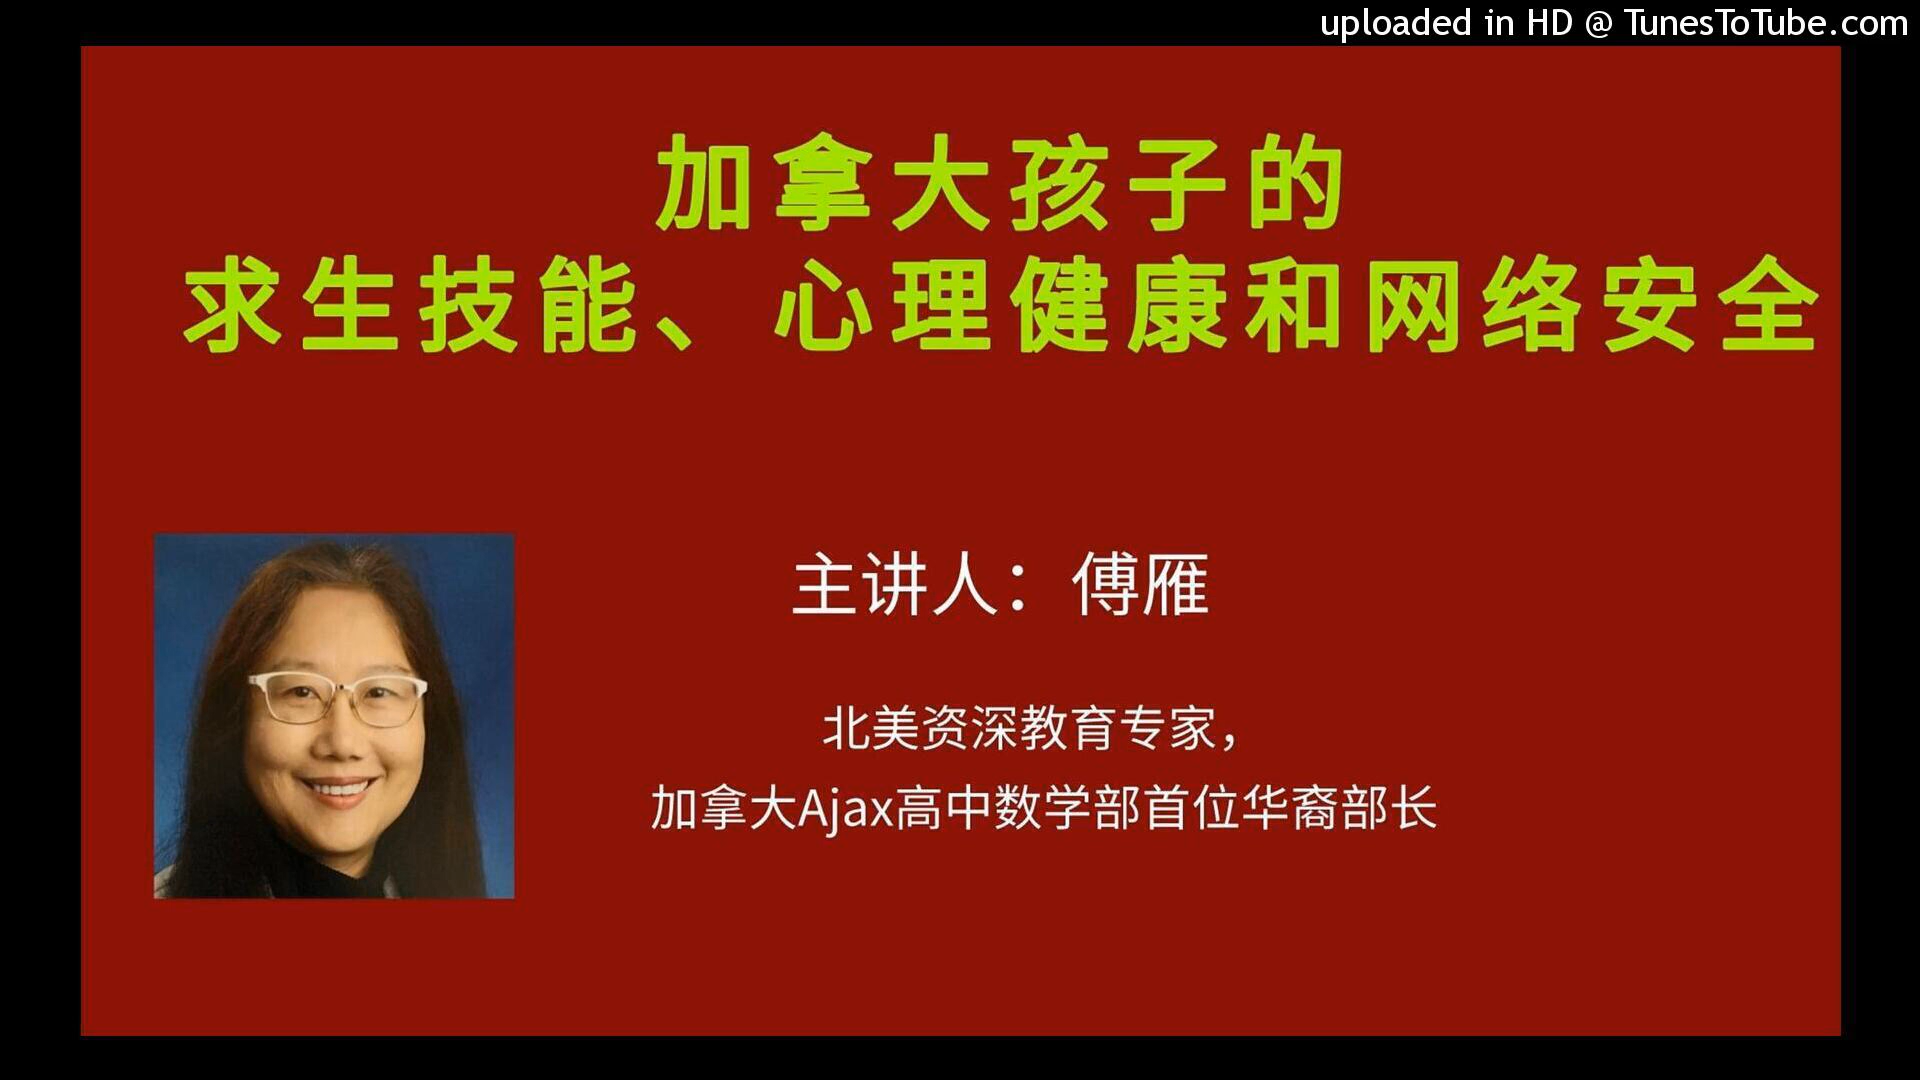 uploaded in HD @ TunesToTube.com
加拿大孩子的
求生技能、心理健康和网络安全
主讲人：傅雁
北美资深教育专家，
加拿大Ajax高中数学部首位华裔部长